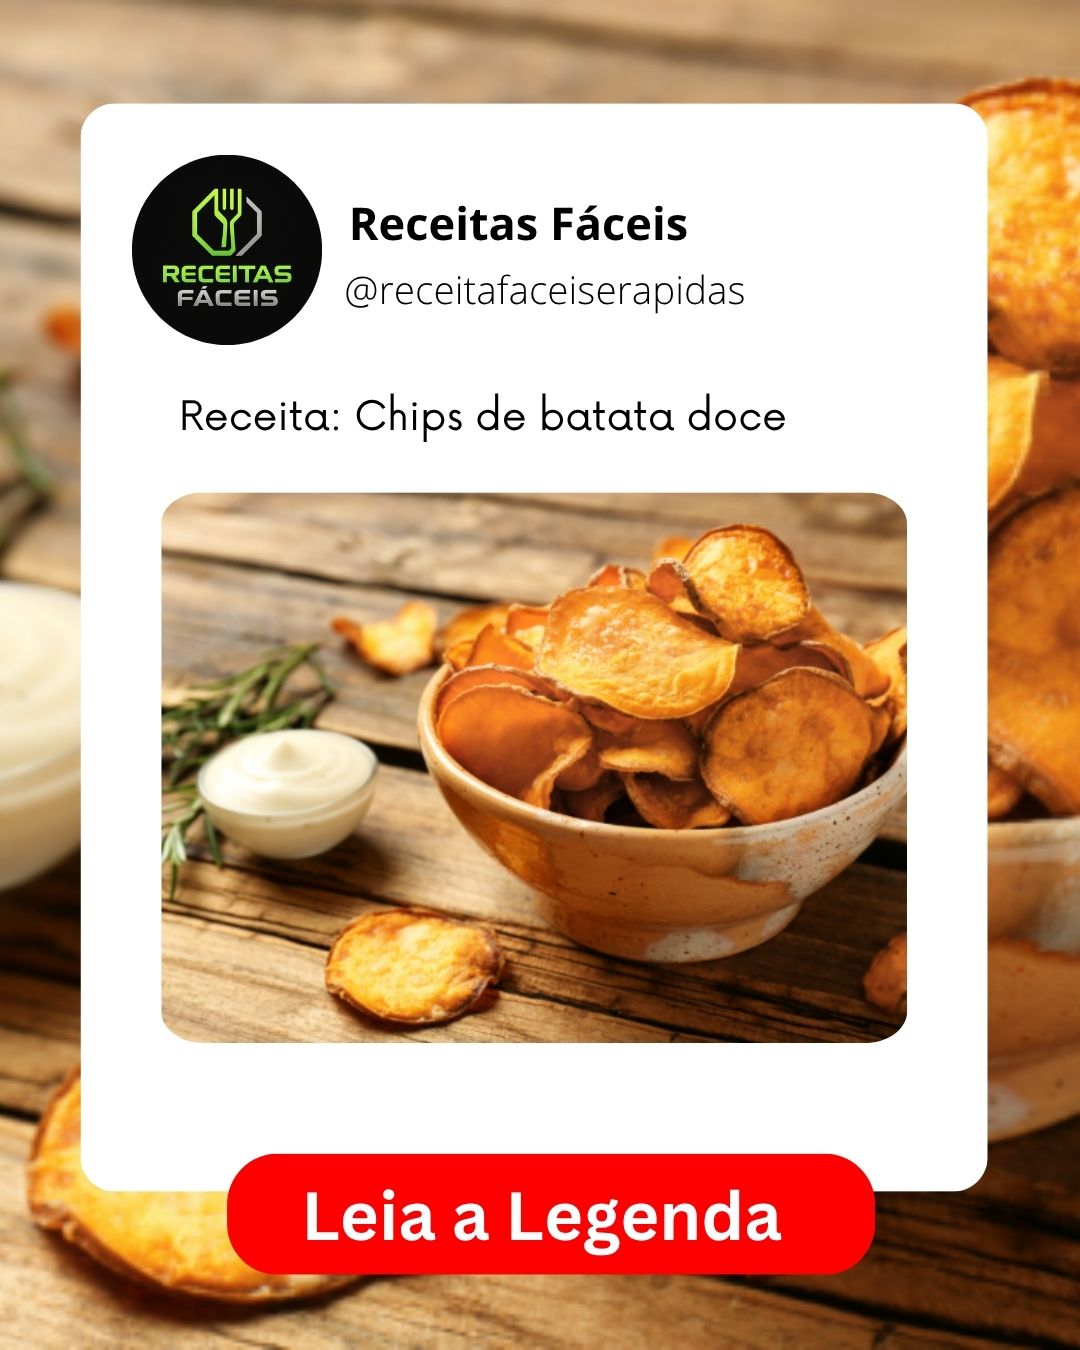 RECEITAS
FÁCEIS
Receitas Fáceis
@receitafaceiserapidas
Receita: Chips de batata doce
Leia a Legenda